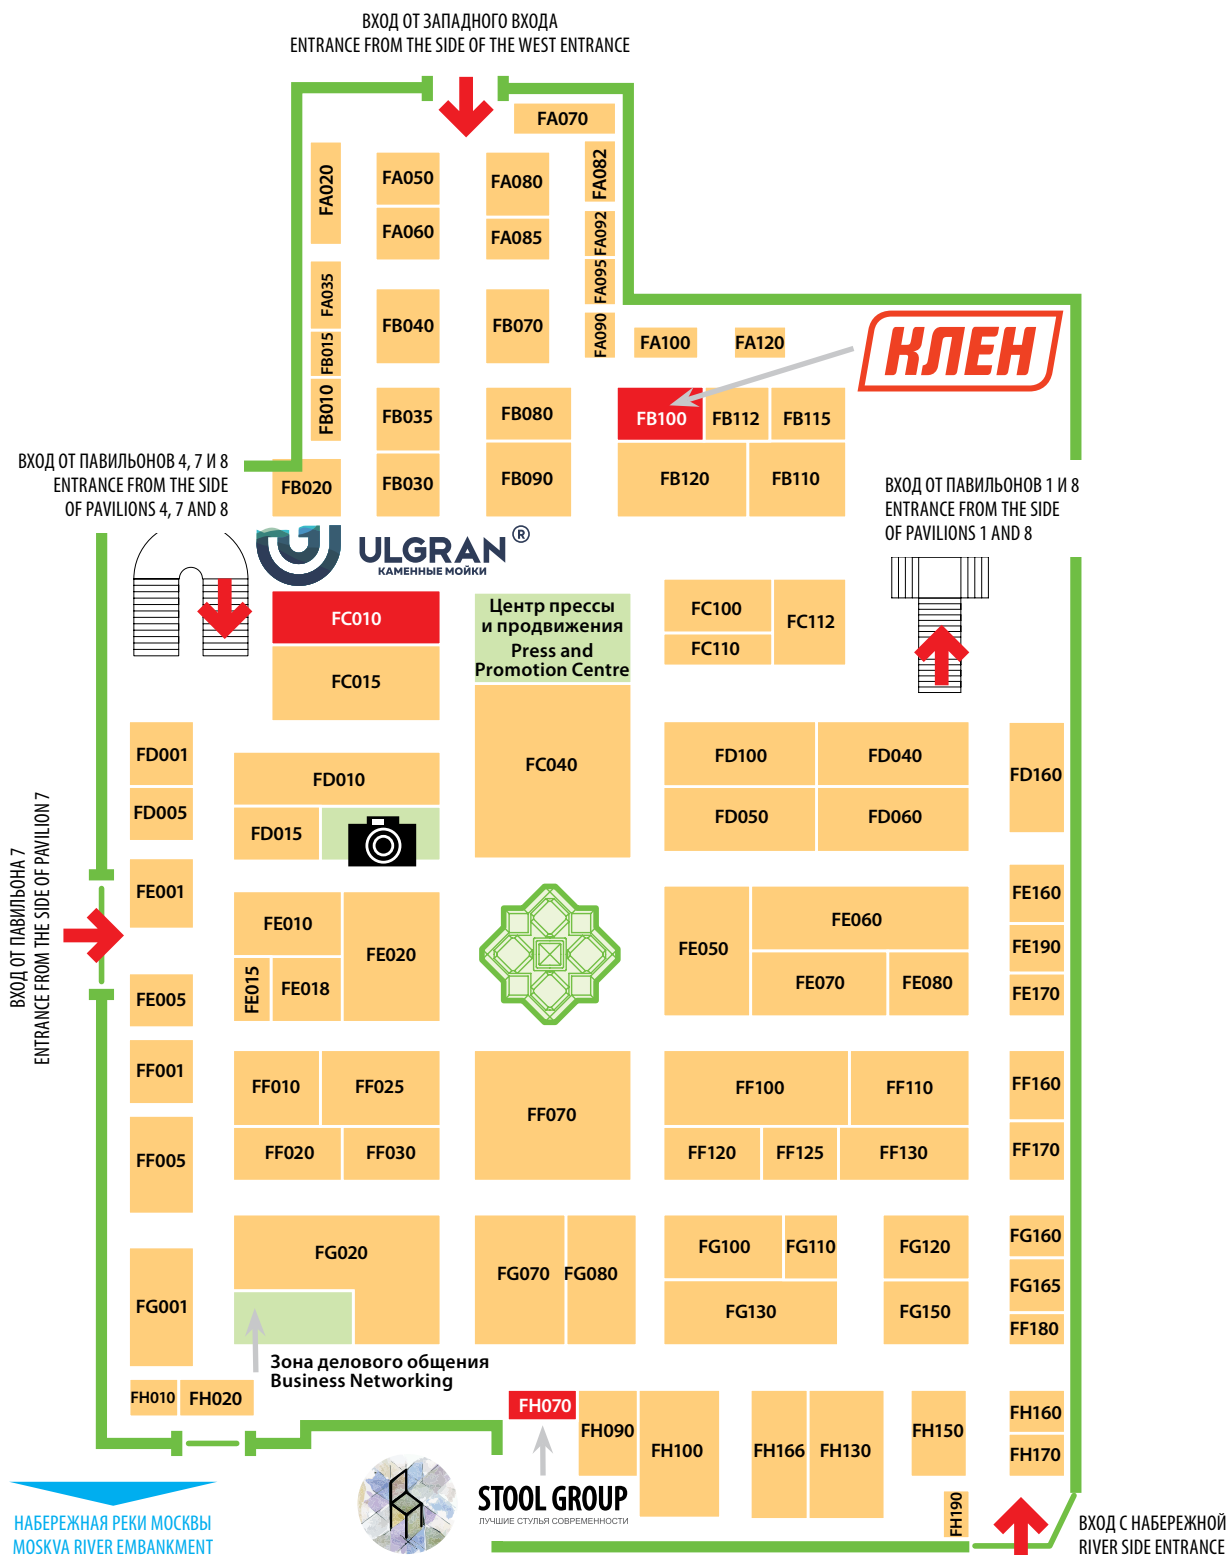 ВХОД ОТ ЗАПАДНОГО ВХОДА
ENTRANCE FROM THE SIDE OF THE WEST ENTRANCE
FA070
FA020
FA050
FA080
FA082
FA060
FA085
FA092
FA095
FA035
FB040
FB070
FA090
FA100
FA120
КЛЕН
FB015
FB010
FB035
FB080
FB100
FB112
FB115
ВХОД ОТ ПАВИЛЬОНОВ 4, 7 И 8
ENTRANCE FROM THE SIDE
OF PAVILIONS 4, 7 AND 8
FB020
FB030
FB090
FB120
FB110
ВХОД ОТ ПАВИЛЬОНОВ 1 И 8
ENTRANCE FROM THE SIDE
OF PAVILIONS 1 AND 8
ULGRAN®
КАМЕННЫЕ МОЙКИ
FC010
Центр прессы
и продвижения
Press and
Promotion Centre
FC100
FC112
FC110
FC015
FC040
FD001
FD010
FD100
FD040
FD160
FD005
FD015
FD050
FD060
ВХОД ОТ ПАВИЛЬОНА 7
ENTRANCE FROM THE SIDE OF PAVILION 7
FE001
FE010
FE020
FE050
FE060
FE160
FE190
FE015
FE018
FE070
FE080
FE170
FE005
FF001
FF010
FF025
FF070
FF100
FF110
FF160
FF005
FF020
FF030
FF120
FF125
FF130
FF170
FG020
FG070
FG080
FG100
FG110
FG120
FG160
FG165
FG001
FG130
FG150
FF180
Зона делового общения
Business Networking
FH010
FH020
FH070
FH090
FH100
FH166
FH130
FH150
FH160
FH170
STOOL GROUP
ЛУЧШИЕ СТУЛЬЯ СОВРЕМЕННОСТИ
FH190
НАБЕРЕЖНАЯ РЕКИ МОСКВЫ
MOSKVA RIVER EMBANKMENT
ВХОД С НАБЕРЕЖНОЙ
RIVER SIDE ENTRANCE